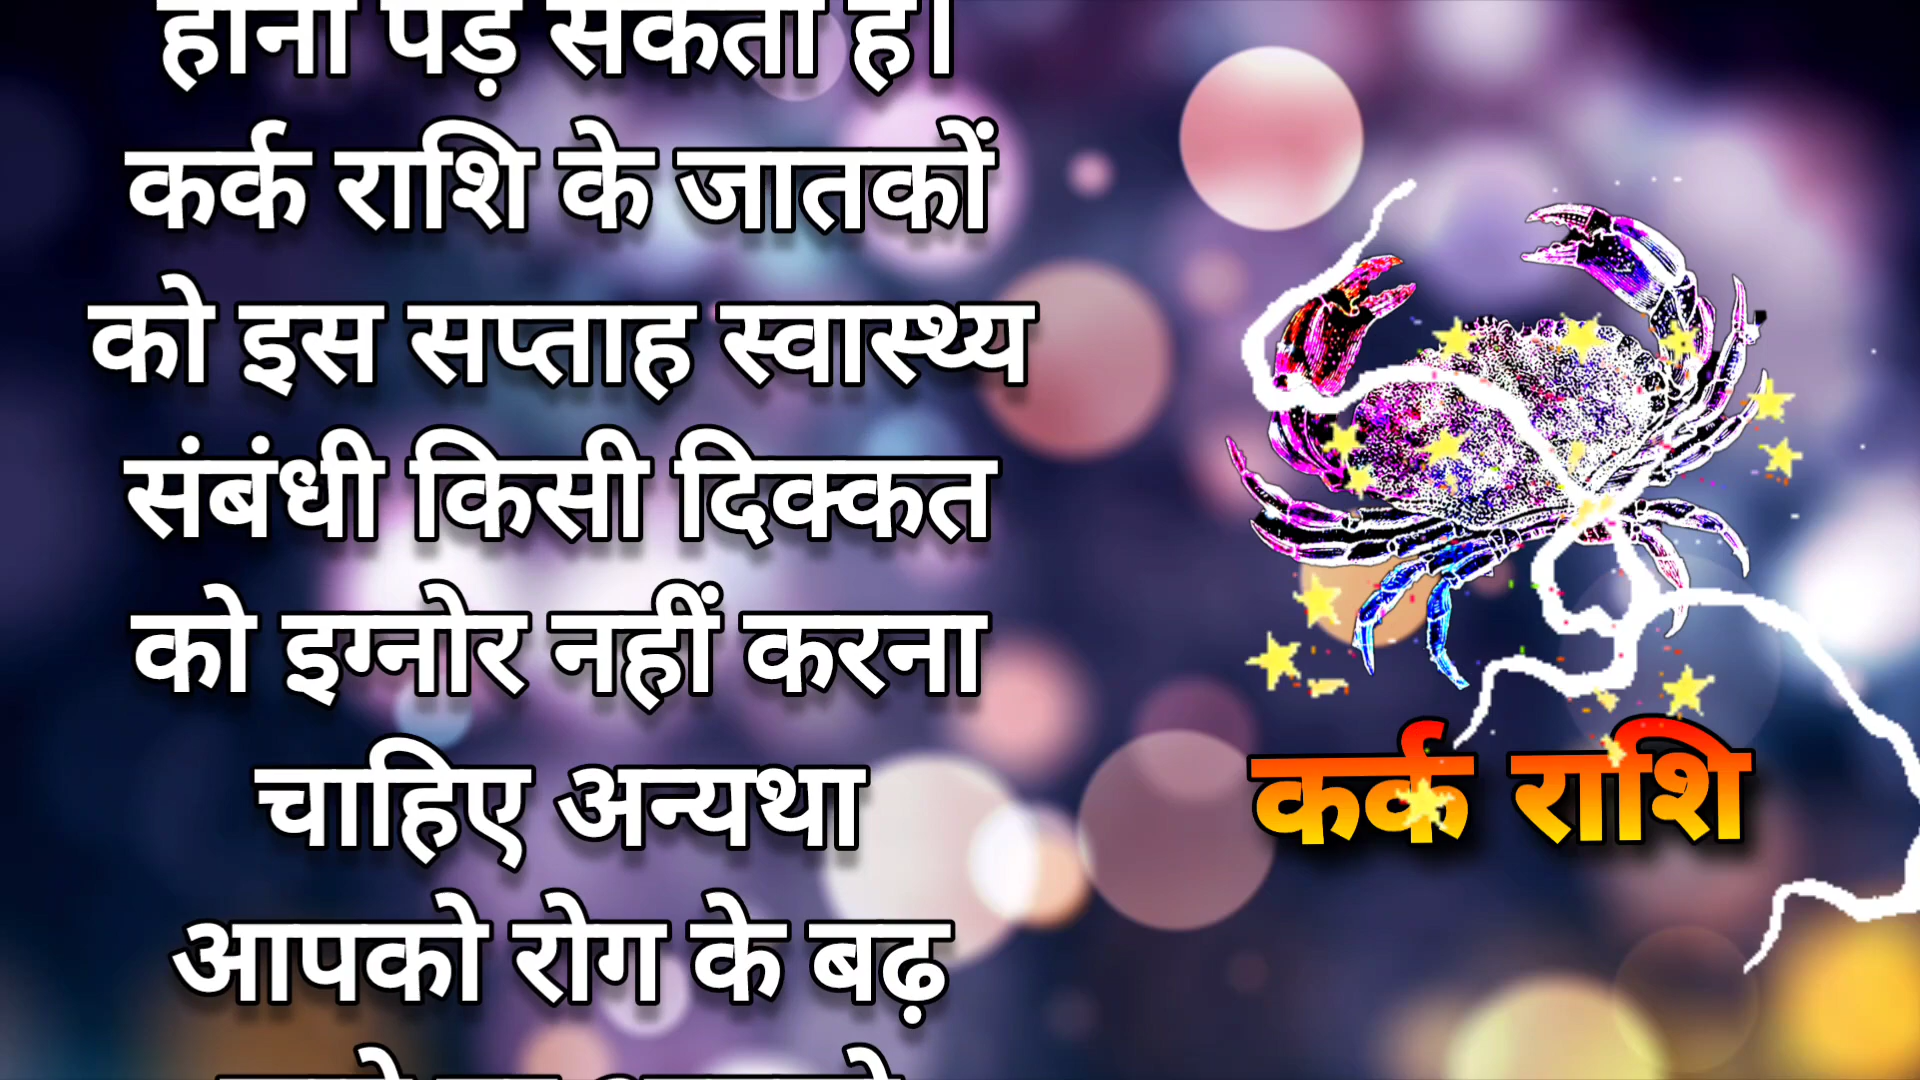 होना पड़ सकता है।
कर्क राशि के जातकों
को इस सप्ताह स्वास्थ्य
संबंधी किसी दिक्कत
को इग्नोर नहीं करना
चाहिए अन्यथा
आपको रोग के बढ़
कर्क राशि